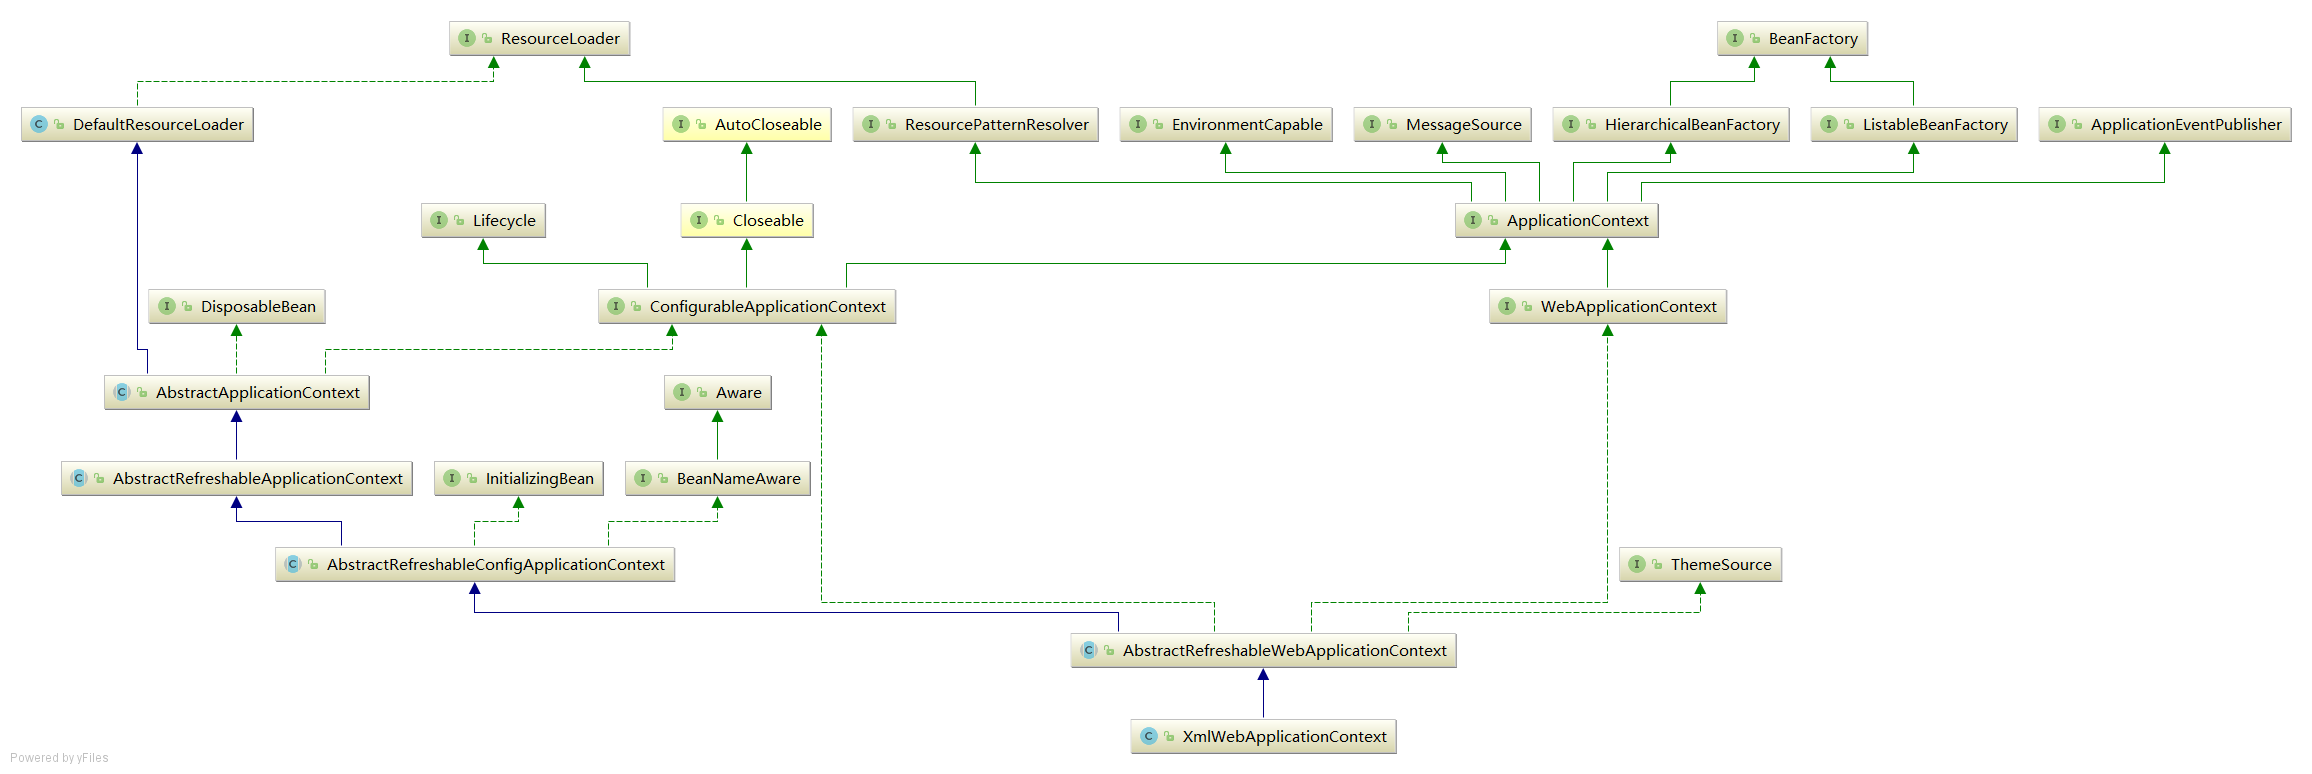 ResourceLoader
BeanFactory
DefaultResourceLoader
AutoCloseable
ResourcePatternResolver
EnvironmentCapable
MessageSource
HierarchicalBeanFactory
ListableBeanFactory
ApplicationEventPublisher
Lifecycle
Closeable
ApplicationContext
DisposableBean
ConfigurableApplicationContext
WebApplicationContext
AbstractApplicationContext
Aware
AbstractRefreshableApplicationContext
InitializingBean
BeanNameAware
AbstractRefreshableConfigApplicationContext
ThemeSource
AbstractRefreshableWebApplicationContext
XmlWebApplicationContext
Powered by yFiles